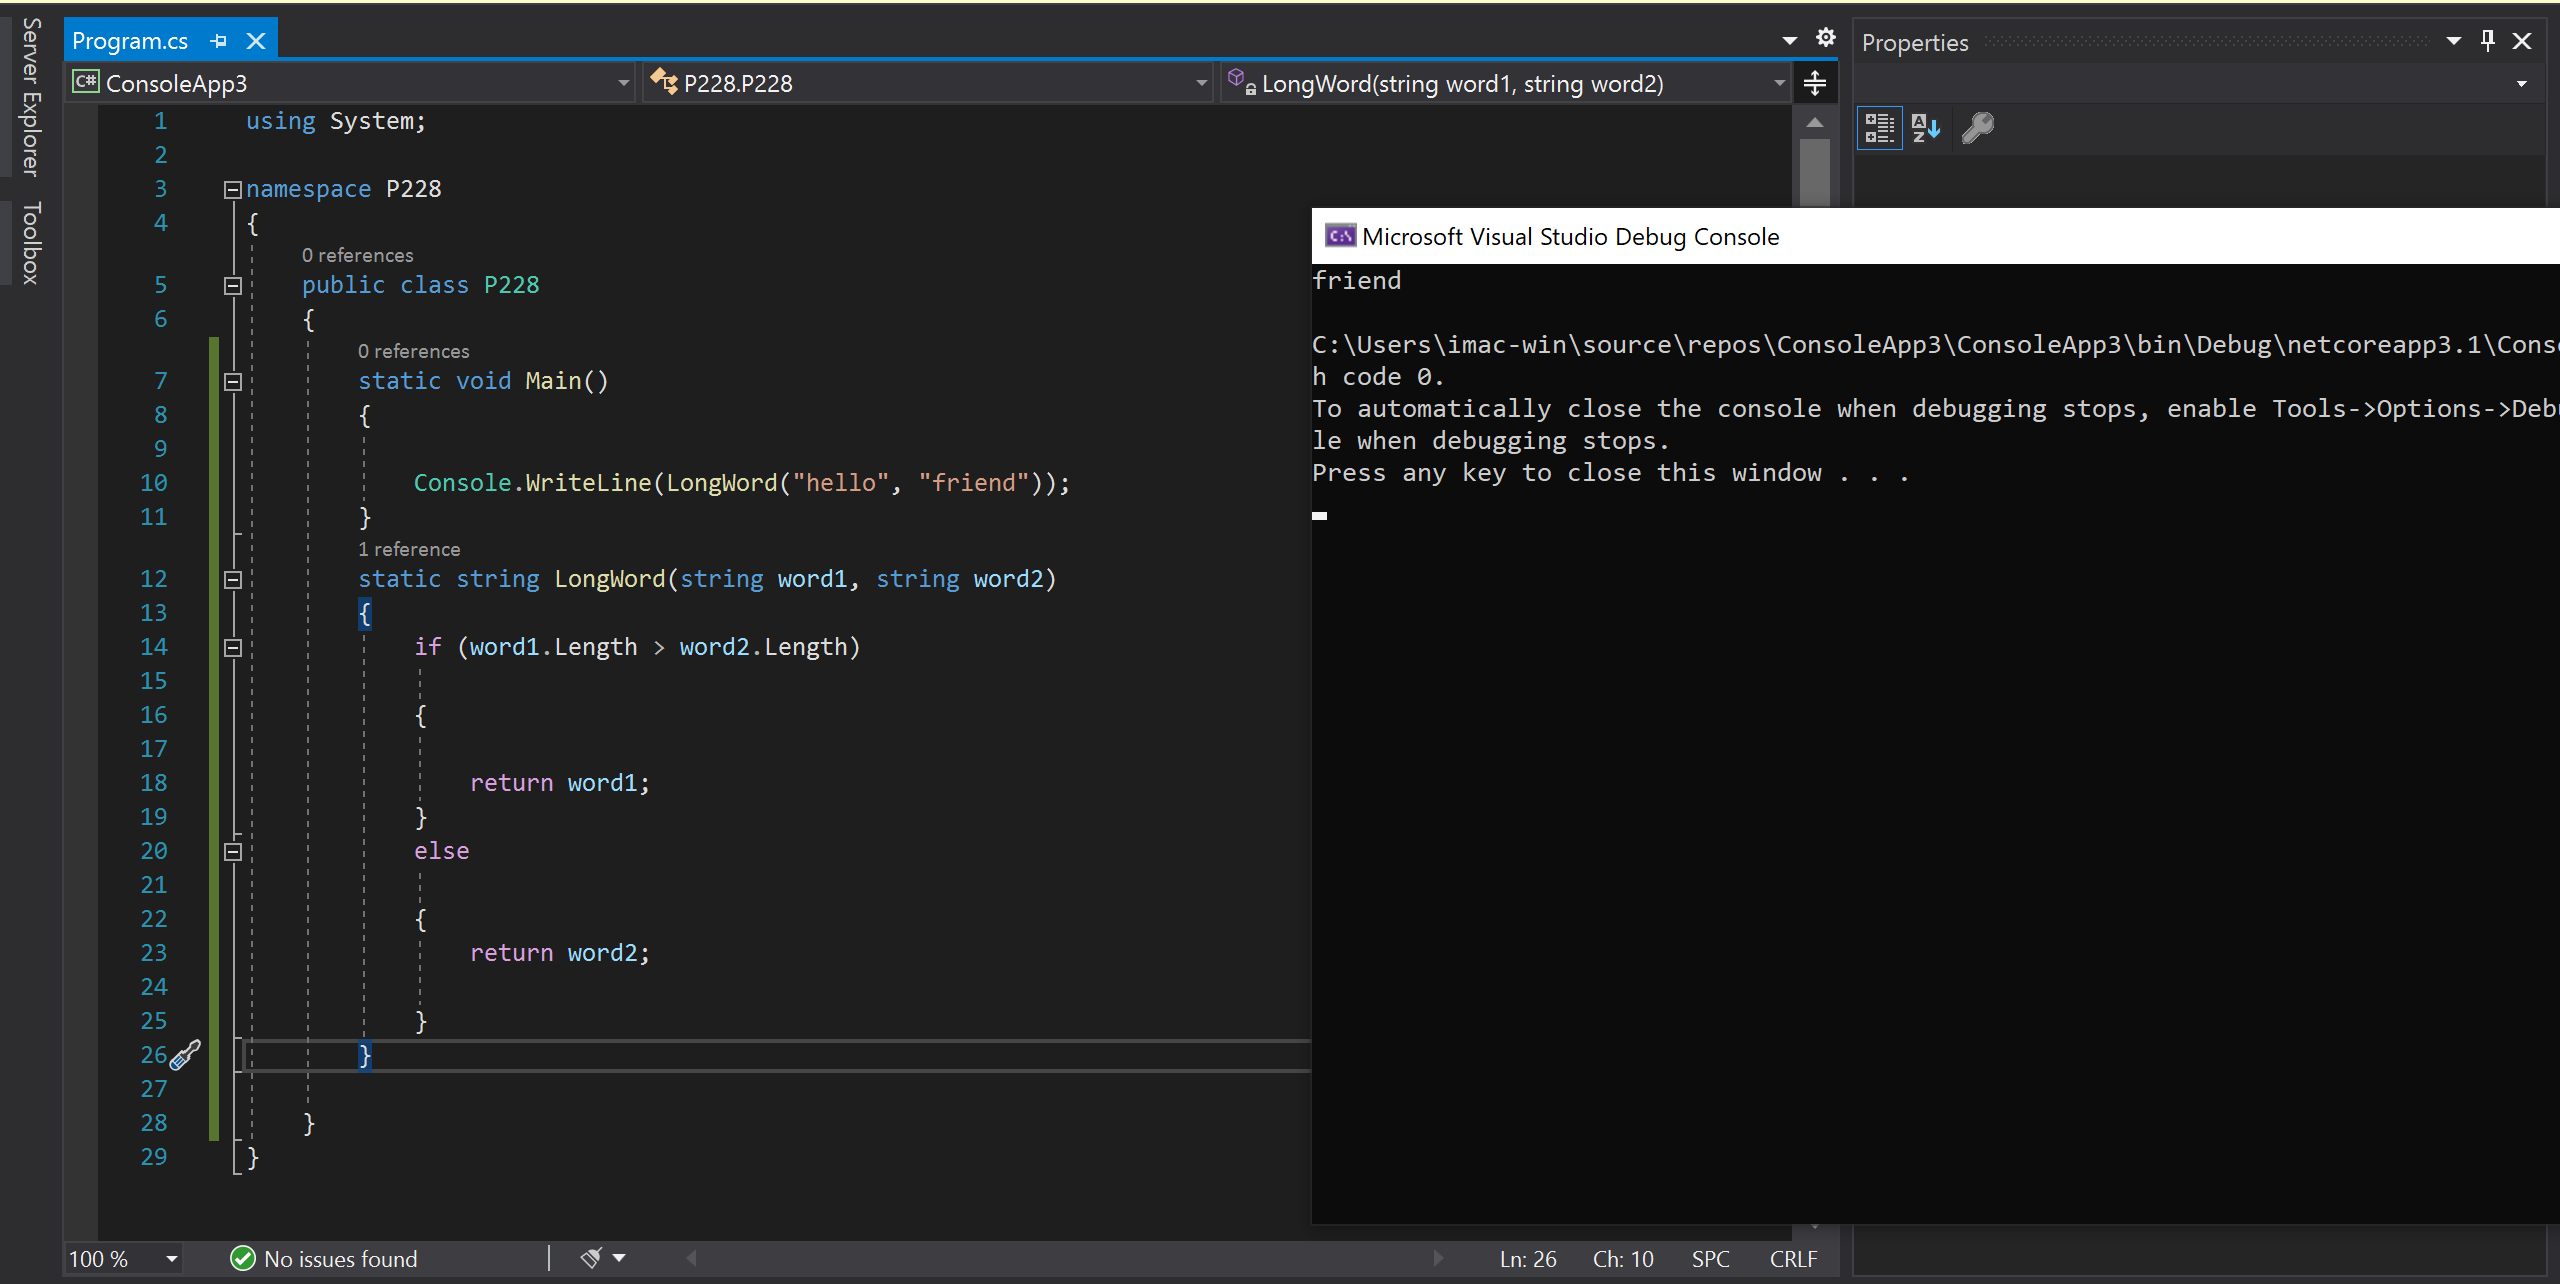 Server Explorer
Toolbox
Program.cs
C# ConsoleApp3
P228.P228
LongWord(string word1, string word2)
1 using System;
2
3 namespace P228
4 {
0 references
5 public class P228
6 {
0 references
7 static void Main()
8 {
9
10 Console.WriteLine(LongWord("hello", "friend"));
11 }
1 reference
12 static string LongWord(string word1, string word2)
13 {
14 if (word1.Length > word2.Length)
15
16 {
17
18 return word1;
19 }
20 else
21
22 {
23 return word2;
24
25 }
26 }
27
28 }
29 }
100 %
No issues found
Ln: 26 Ch: 10 SPC CRLF
Properties
A
Z
C:\ Microsoft Visual Studio Debug Console
friend
C:\Users\imac-win\source\repos\ConsoleApp3\ConsoleApp3\bin\Debug\netcoreapp3.1\Cons
h code 0.
To automatically close the console when debugging stops, enable Tools->Options->Deb
le when debugging stops.
Press any key to close this window . . .